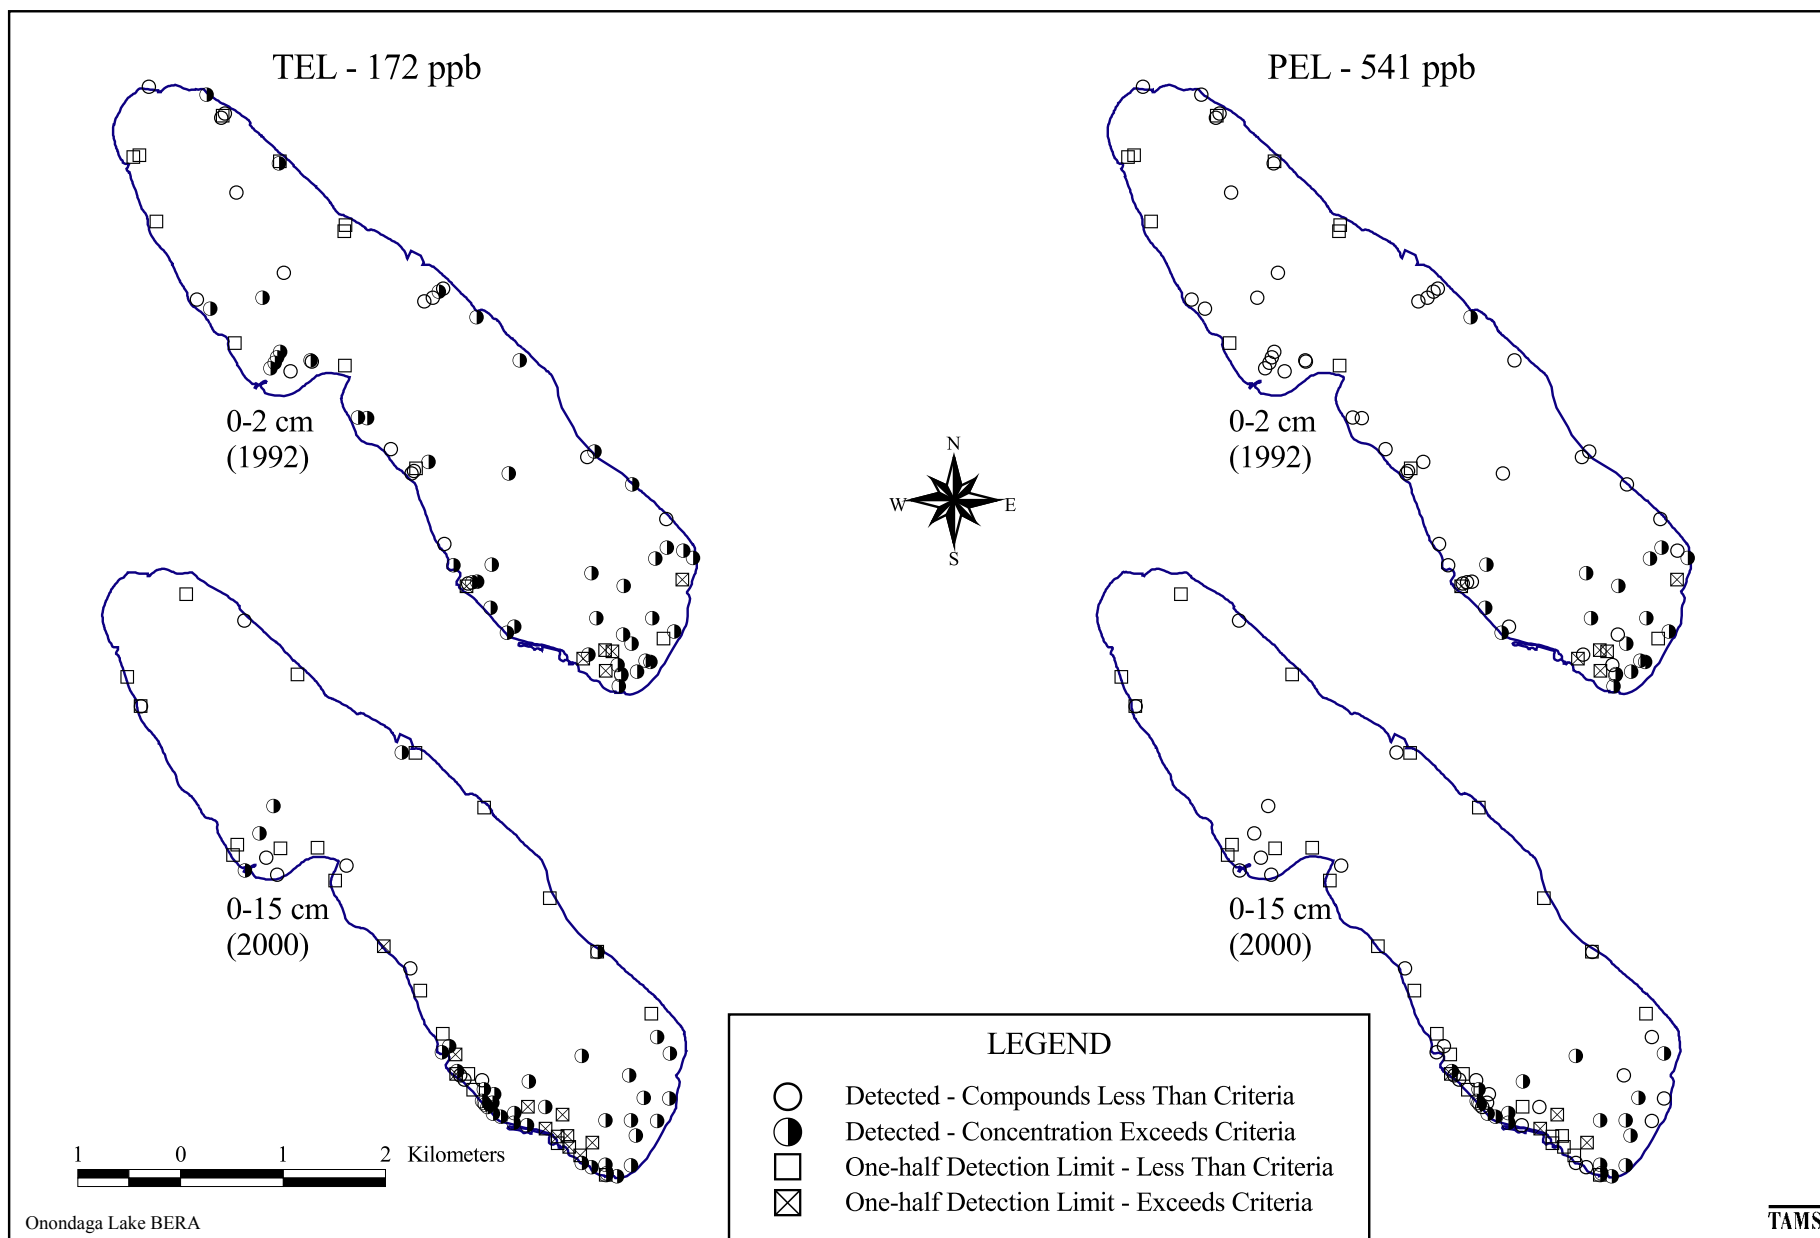 TEL - 172 ppb
PEL - 541 ppb
0-2 cm
(1992)
0-2 cm
(1992)
N
W
E
S
0-15 cm
(2000)
0-15 cm
(2000)
LEGEND
Detected - Compounds Less Than Criteria
Detected - Concentration Exceeds Criteria
One-half Detection Limit - Less Than Criteria
One-half Detection Limit - Exceeds Criteria
1 0 1 2 Kilometers
Onondaga Lake BERA
TAMS